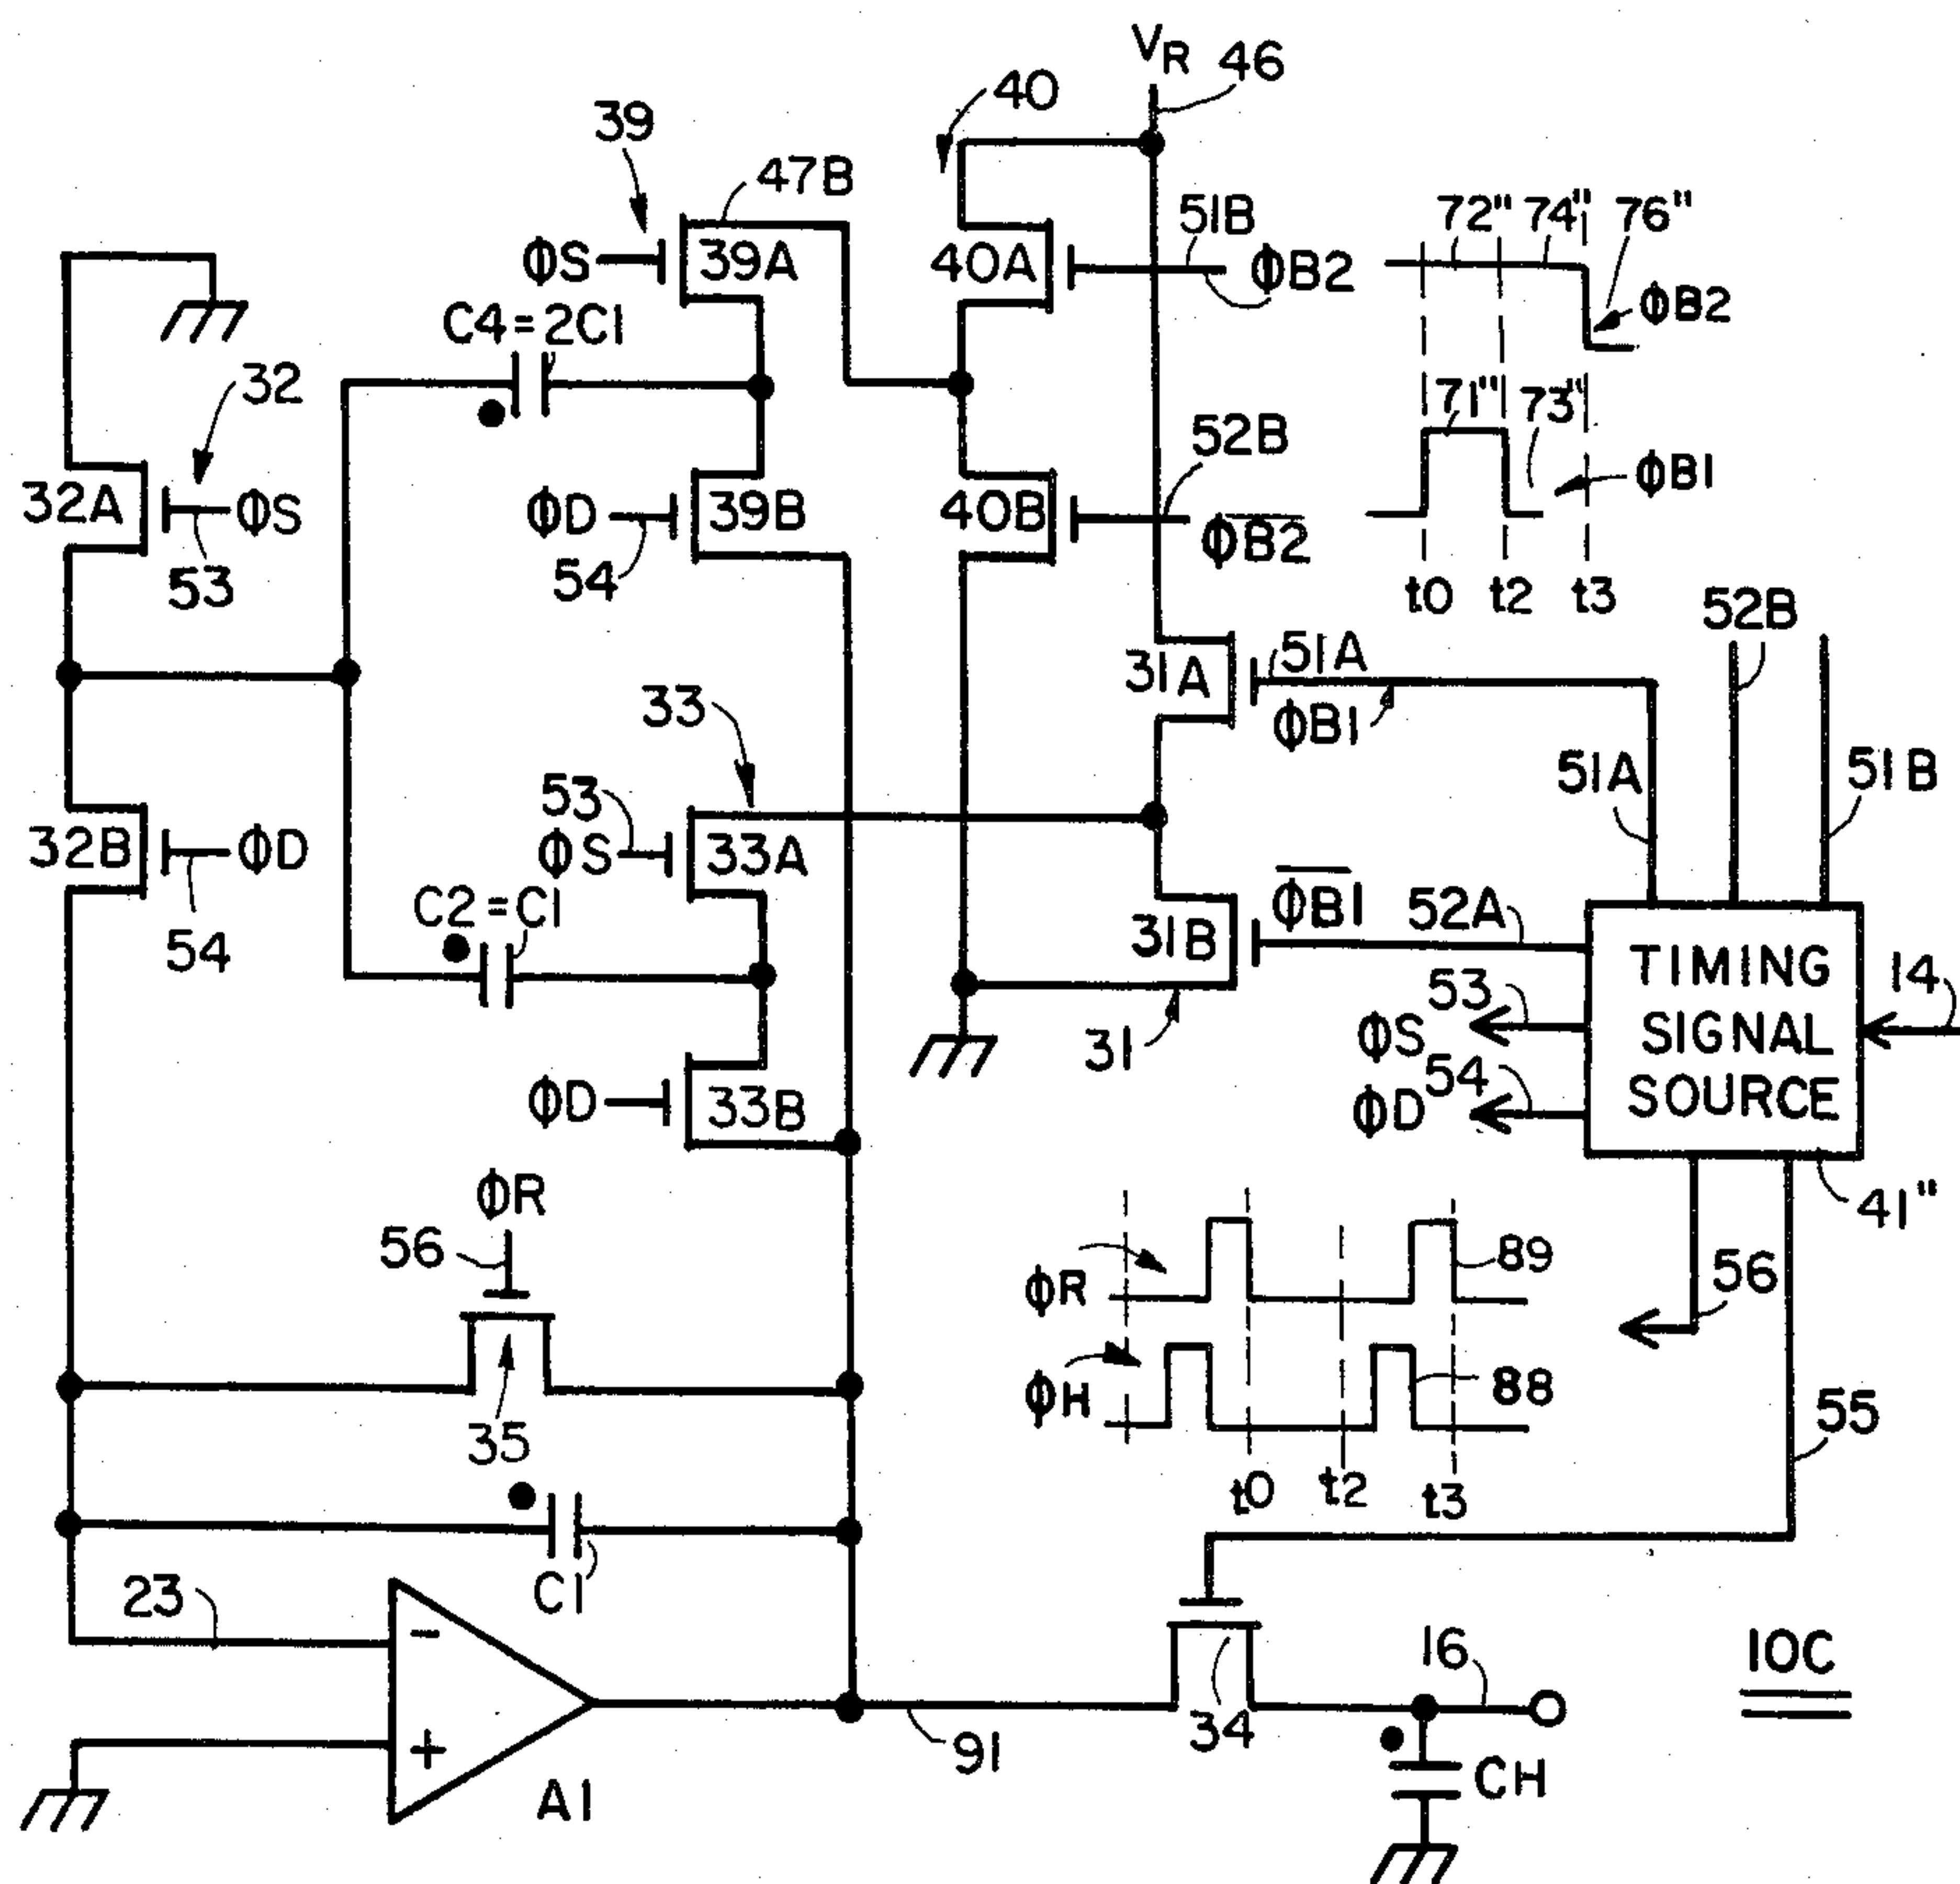 VR 46
40
39
47B
51B
72" 74" 76"
ΦS 39A
40A
ΦB2
ΦB2
C4=2C1
32
71" 73"
52B
ΦB1
32A ΦS
ΦD 39B
40B
Φ̅B̅2̅
53
54
t0 t2 t3
52B
31A 51A
33
ΦB1
51A
51B
53
32B ΦD
ΦS 33A
Φ̅B̅1̅
C2=C1
52A
54
31B
TIMING
SIGNAL
SOURCE
14
53
ΦS
31
54
ΦD
ΦD 33B
41"
ΦR
56
ΦR
89
56
ΦH
88
55
35
t0 t2 t3
C1
23
-
+
16
10C
34
91
CH
A1